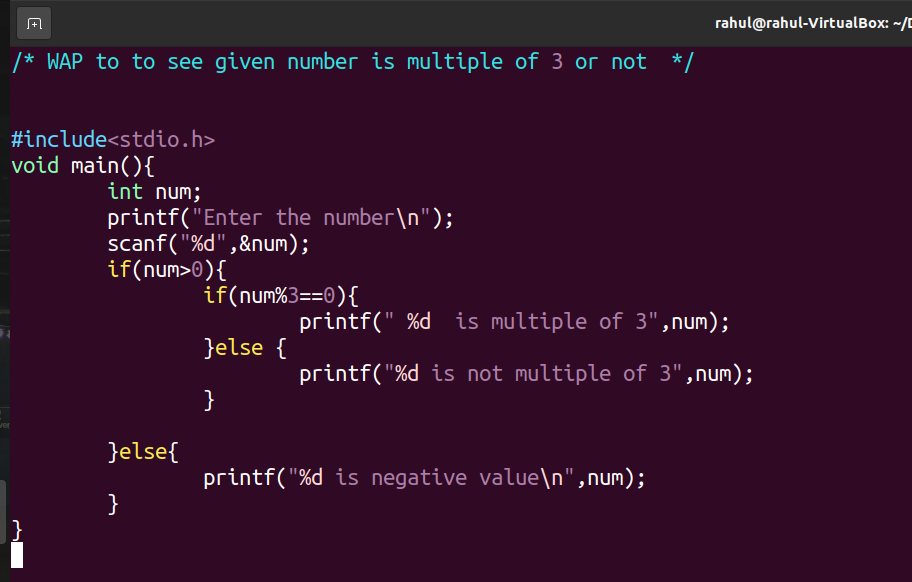 rahul@rahul-VirtualBox: ~/D
/* WAP to to see given number is multiple of 3 or not  */
#include<stdio.h>
void main(){
        int num;
        printf("Enter the number\n");
        scanf("%d",&num);
        if(num>0){
                if(num%3==0){
                        printf(" %d  is multiple of 3",num);
                }else {
                        printf("%d is not multiple of 3",num);
                }
        }else{
                printf("%d is negative value\n",num);
        }
}